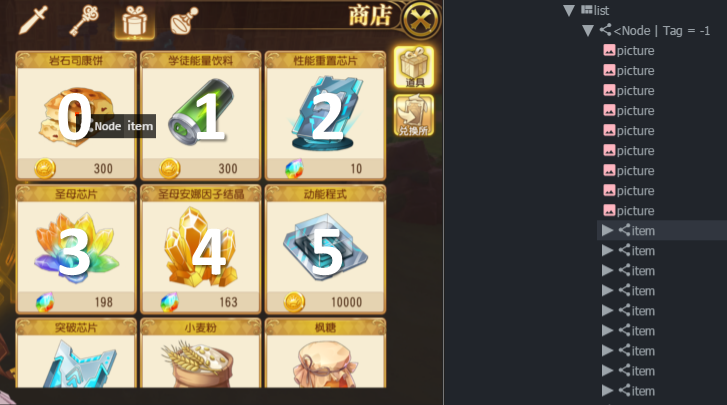 商店
岩石司康饼
学徒能量饮料
性能重置芯片
道具
0
1
2
Node item
300
300
10
兑换所
圣母芯片
圣母安娜因子结晶
动能程式
3
4
5
198
163
10000
突破芯片
小麦粉
枫糖
list
<Node | Tag = -1
picture
picture
picture
picture
picture
picture
picture
picture
picture
item
item
item
item
item
item
item
item
item